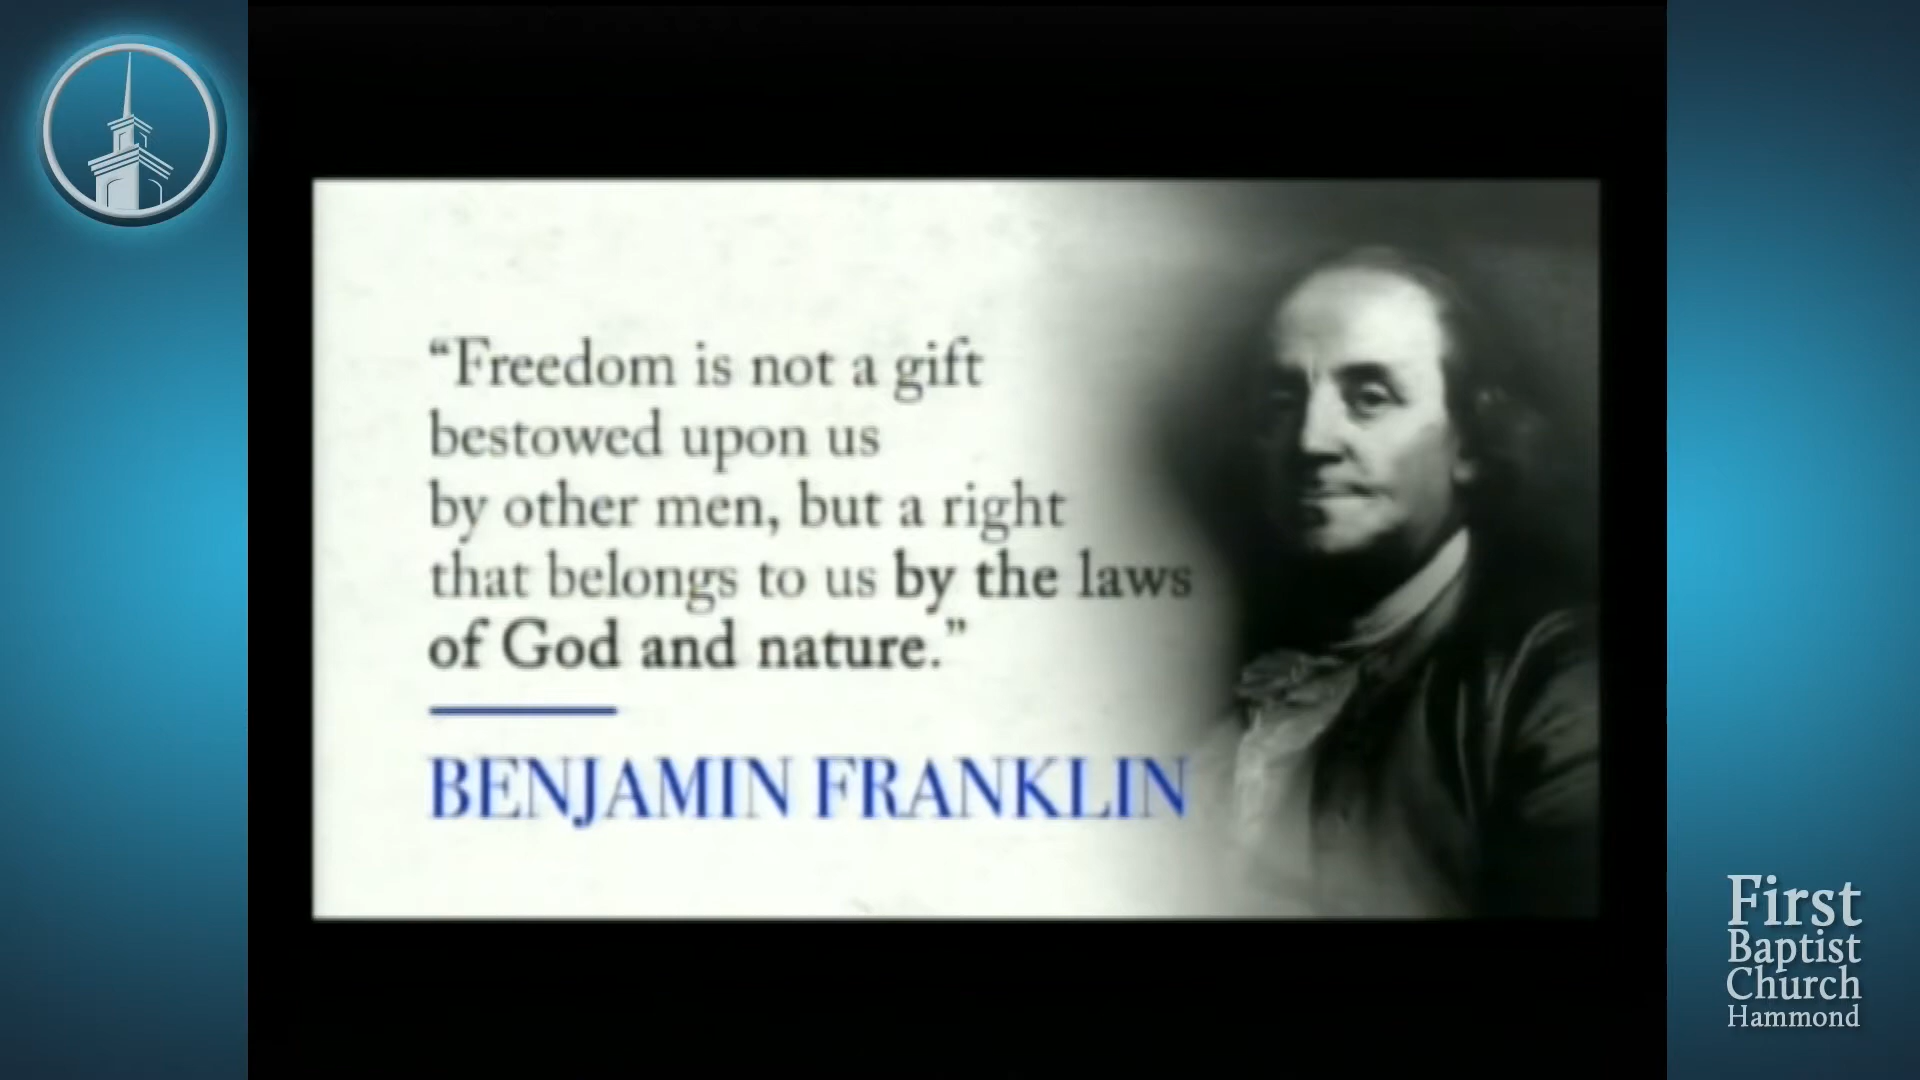 “Freedom is not a gift
bestowed upon us
by other men, but a right
that belongs to us by the laws
of God and nature.”
BENJAMIN FRANKLIN
First
Baptist
Church
Hammond